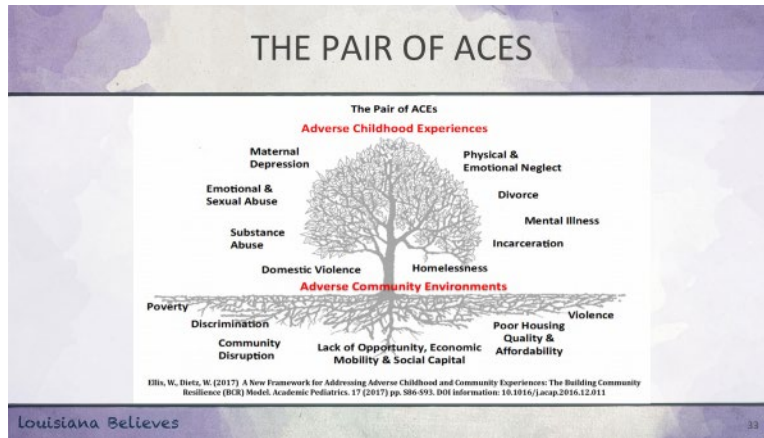 THE PAIR OF ACES
The Pair of ACEs
Adverse Childhood Experiences
Maternal
Depression
Physical &
Emotional Neglect
Emotional &
Sexual Abuse
Divorce
Mental Illness
Substance
Abuse
Incarceration
Domestic Violence
Homelessness
Adverse Community Environments
Poverty
Violence
Discrimination
Poor Housing
Quality &
Affordability
Community
Disruption
Lack of Opportunity, Economic
Mobility & Social Capital
Ellis, W., Dietz, W. (2017) A New Framework for Addressing Adverse Childhood and Community Experiences: The Building Community
Resilience (BCR) Model. Academic Pediatrics. 17 (2017) pp. S86-S93. DOI information: 10.1016/j.acap.2016.12.011
Louisiana Believes
33